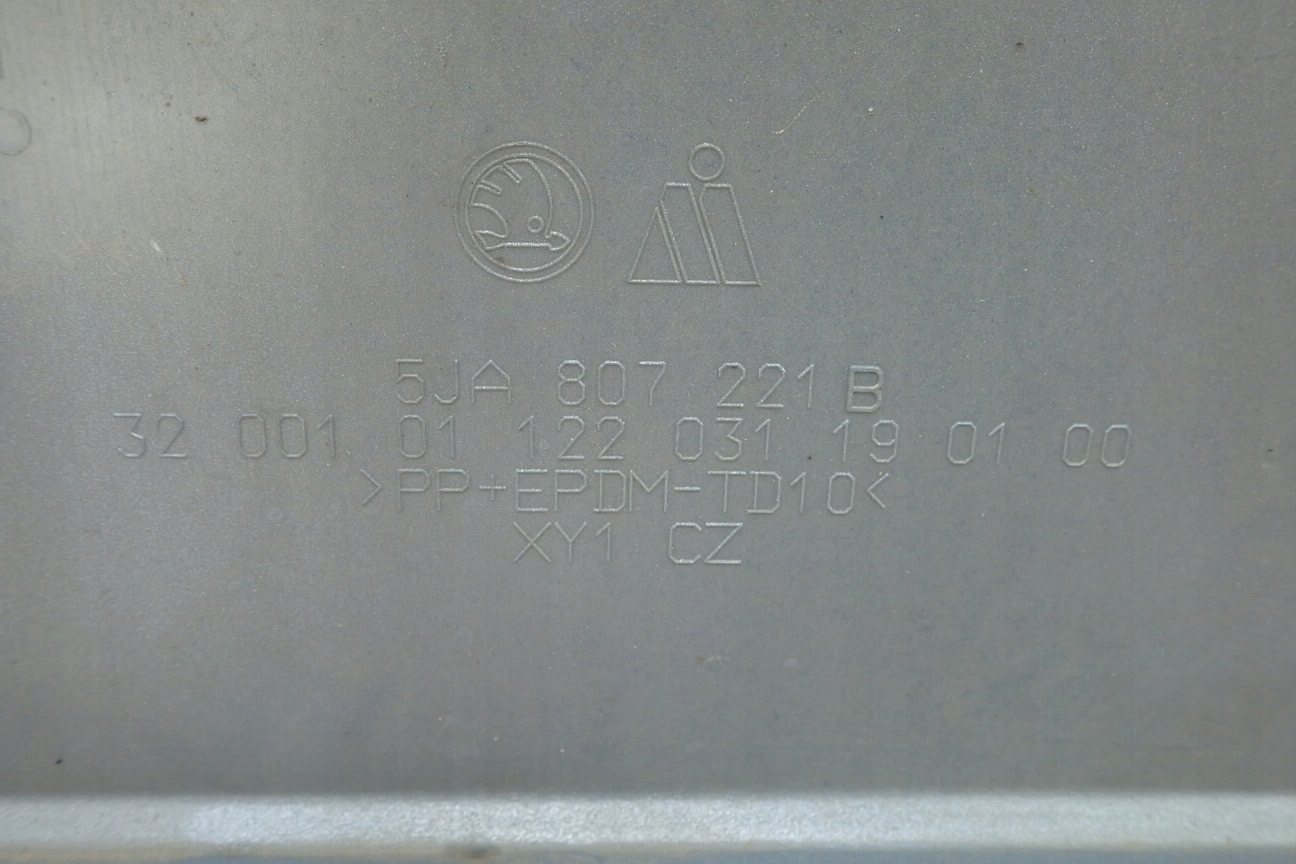 5JA 807 221 B
32 001 01 122 031 19 01 00
>PP+EPDM-TD10<
XY1 CZ